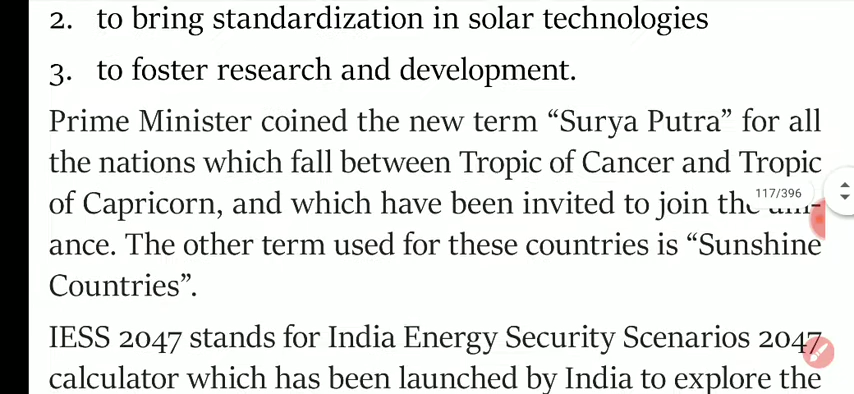 2. to bring standardization in solar technologies
3. to foster research and development.
Prime Minister coined the new term “Surya Putra” for all
the nations which fall between Tropic of Cancer and Tropic
of Capricorn, and which have been invited to join
117/396
ance. The other term used for these countries is “Sunshine
Countries”.
IESS 2047 stands for India Energy Security Scenarios 2047
calculator which has been launched by India to explore the